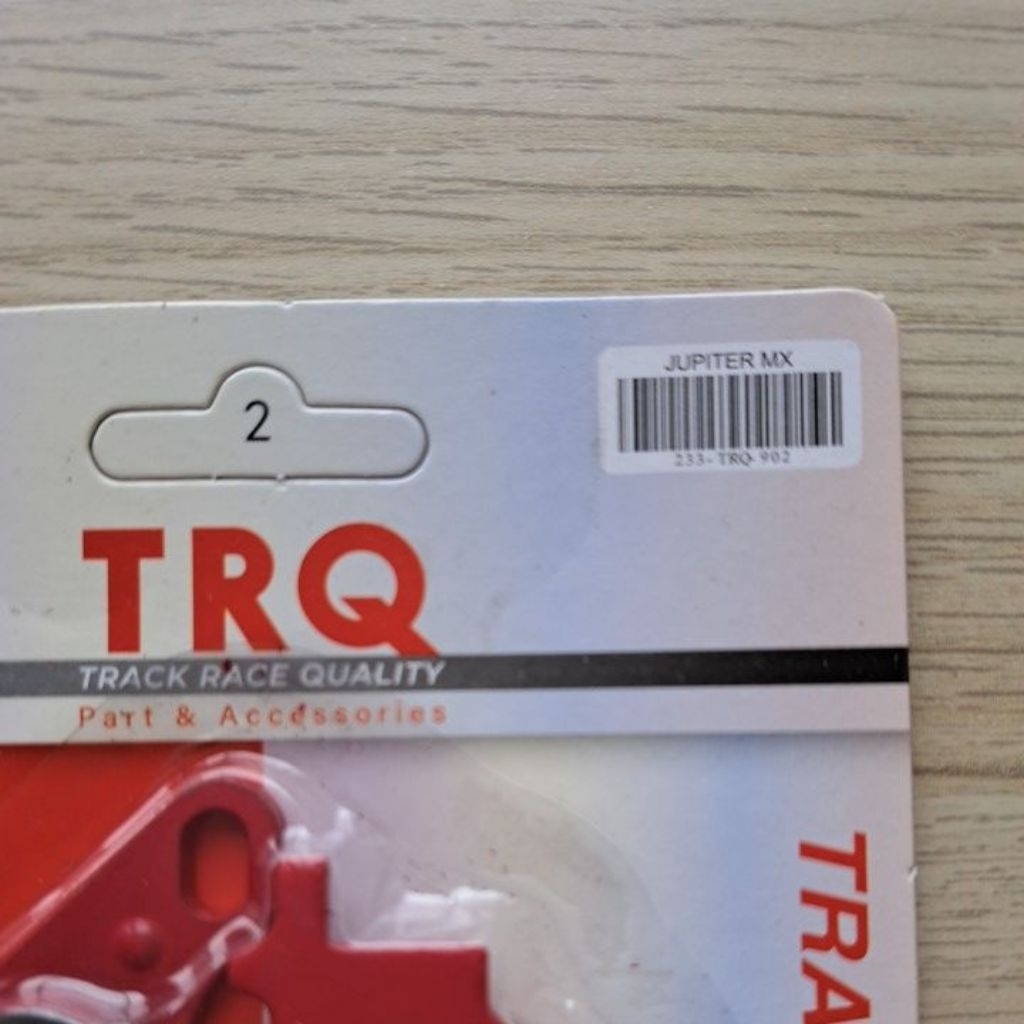 JUPITER MX
233-TRQ-902
2
TRQ
TRACK RACE QUALITY
Part & Accessories
TRA